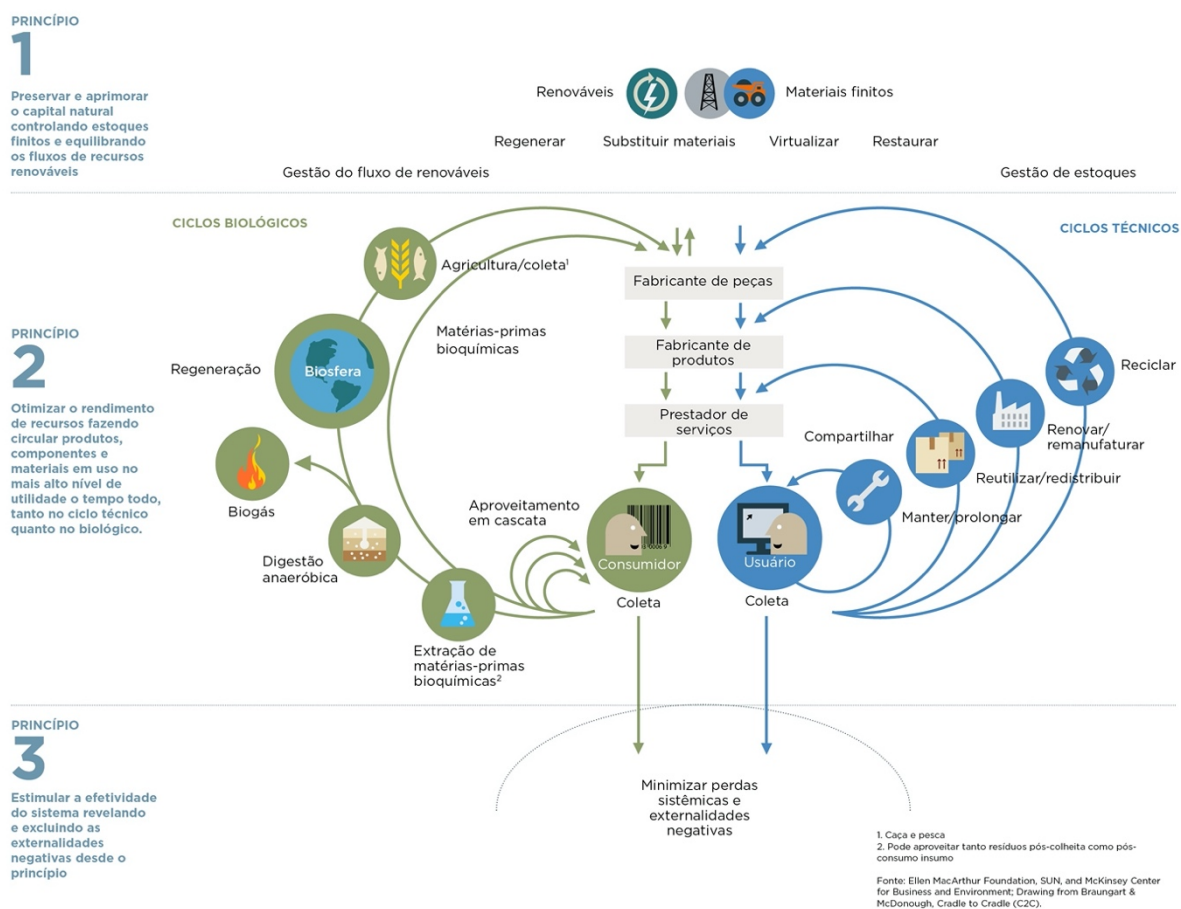 PRINCÍPIO
1
Preservar e aprimorar
o capital natural
controlando estoques
finitos e equilibrando
os fluxos de recursos
renováveis
Renováveis
Materiais finitos
Regenerar
Substituir materiais
Virtualizar
Restaurar
Gestão do fluxo de renováveis
Gestão de estoques
PRINCÍPIO
2
Otimizar o rendimento
de recursos fazendo
circular produtos,
componentes e
materiais em uso no
mais alto nível de
utilidade o tempo todo,
tanto no ciclo técnico
quanto no biológico.
CICLOS BIOLÓGICOS
CICLOS TÉCNICOS
Agricultura/coleta¹
Matérias-primas
bioquímicas
Regeneração
Biosfera
Biogás
Digestão
anaeróbica
Extração de
matérias-primas
bioquímicas²
Aproveitamento
em cascata
Fabricante de peças
Fabricante de
produtos
Prestador de
serviços
Consumidor
Coleta
Usuário
Coleta
Compartilhar
Manter/prolongar
Reutilizar/redistribuir
Renovar/
remanufaturar
Reciclar
PRINCÍPIO
3
Estimular a efetividade
do sistema revelando
e excluindo as
externalidades
negativas desde o
princípio
Minimizar perdas
sistêmicas e
externalidades
negativas
1. Caça e pesca
2. Pode aproveitar tanto resíduos pós-colheita como pós-
consumo insumo
Fonte: Ellen MacArthur Foundation, SUN, and McKinsey Center
for Business and Environment; Drawing from Braungart &
McDonough, Cradle to Cradle (C2C).